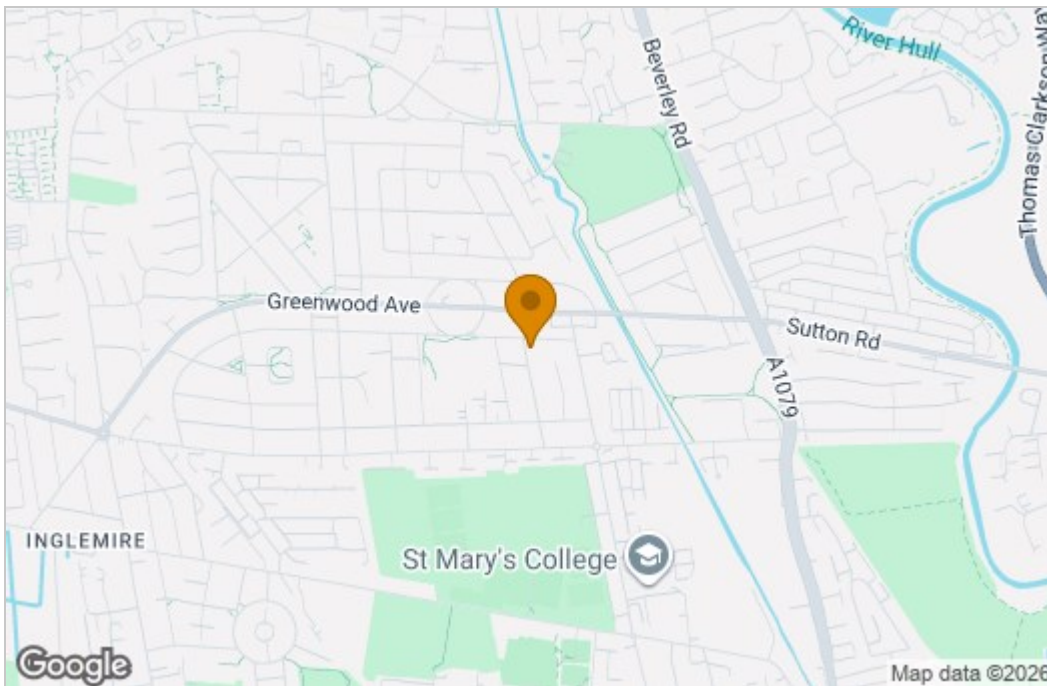 River Hull
Thomas Clarkson Way
Beverley Rd
Greenwood Ave
Sutton Rd
A1079
INGLEMIRE
St Mary's College
Google
Map data ©2026